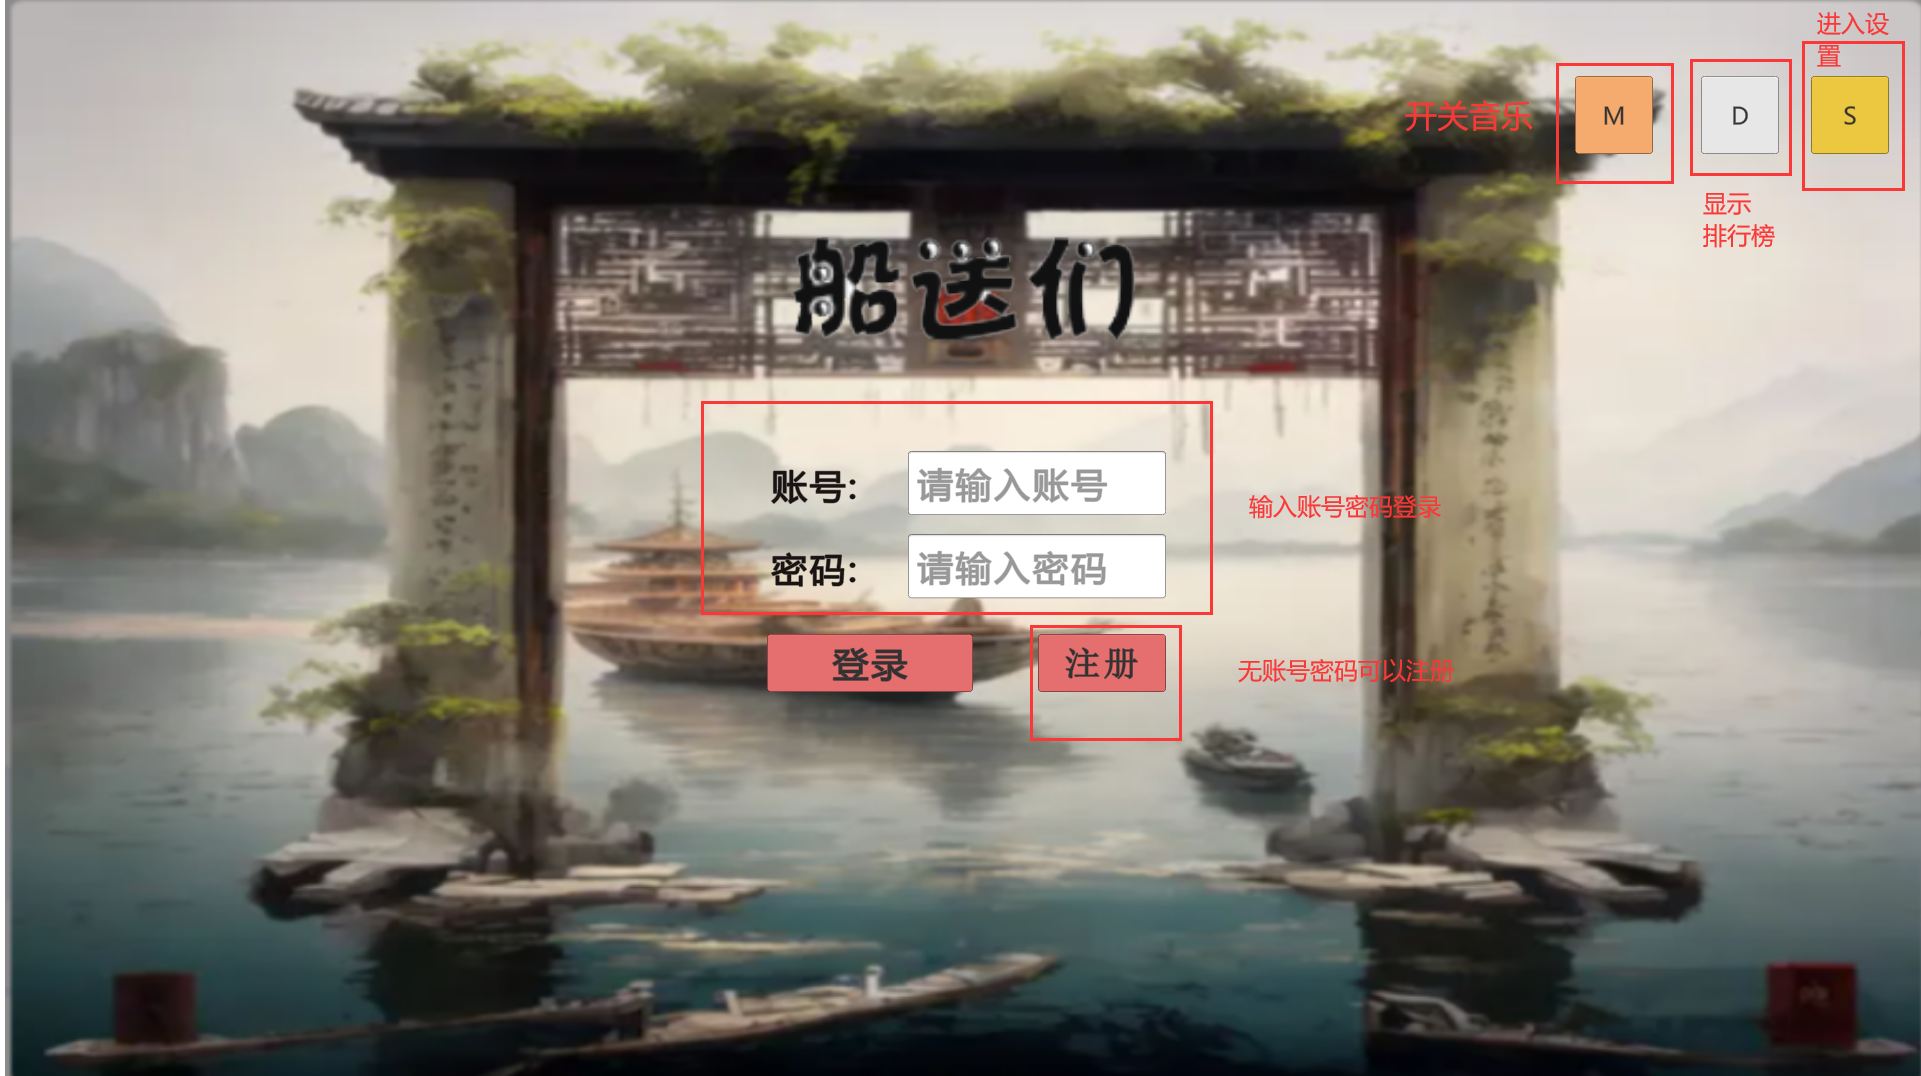 进入设
置
开关音乐
M
D
S
显示
排行榜
船送们
账号:
请输入账号
输入账号密码登录
密码:
请输入密码
登录
注册
无账号密码可以注册